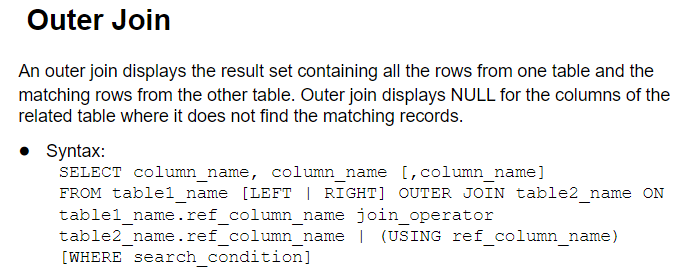 Outer Join
An outer join displays the result set containing all the rows from one table and the
matching rows from the other table. Outer join displays NULL for the columns of the
related table where it does not find the matching records.
● Syntax:
SELECT column_name, column_name [,column_name]
FROM table1_name [LEFT | RIGHT] OUTER JOIN table2_name ON
table1_name.ref_column_name join_operator
table2_name.ref_column_name | (USING ref_column_name)
[WHERE search_condition]